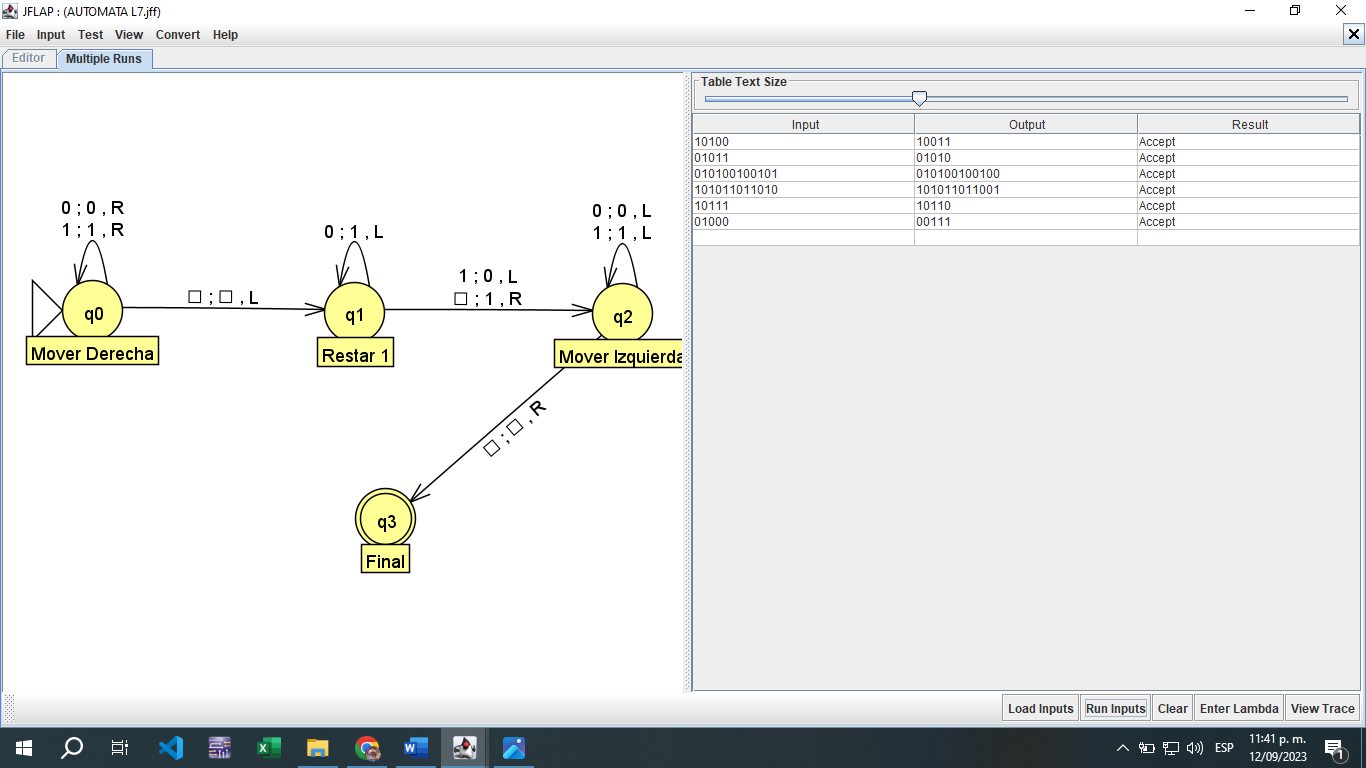 JFLAP : (AUTOMATA L7.jff)
File Input Test View Convert Help
Editor Multiple Runs
Table Text Size
Input Output Result
10100 10011 Accept
01011 01010 Accept
010100100101 010100100100 Accept
101011011010 101011011001 Accept
10111 10110 Accept
01000 00111 Accept
0 ; 0 , R
1 ; 1 , R
q0
Mover Derecha
□ ; □ , L
0 ; 1 , L
q1
Restar 1
1 ; 0 , L
□ ; 1 , R
0 ; 0 , L
1 ; 1 , L
q2
Mover Izquierda
□ ; □ , R
q3
Final
Load Inputs Run Inputs Clear Enter Lambda View Trace
ESP
11:41 p. m.
12/09/2023
1